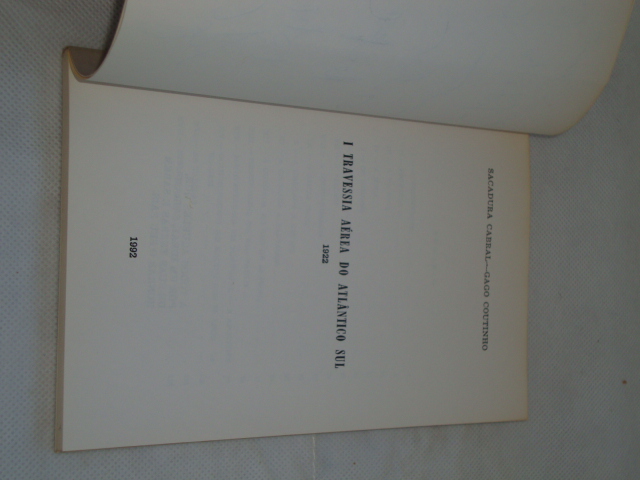 SACADURA CABRAL—GAGO COUTINHO
I TRAVESSIA AÉREA DO ATLÂNTICO SUL
1922
1992